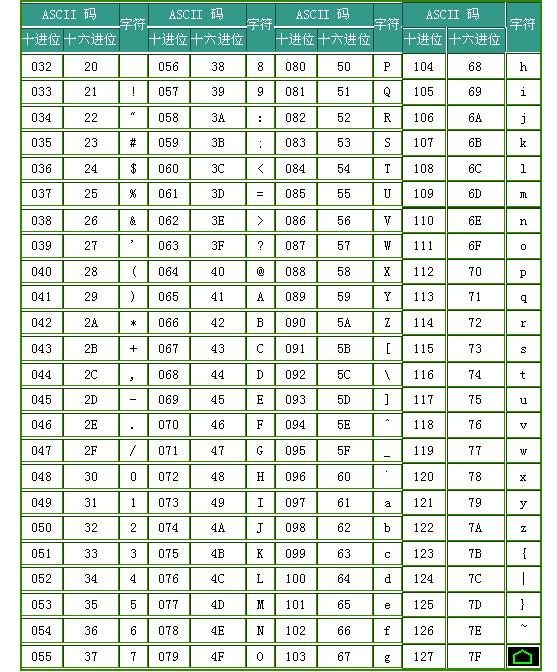 ASCII 码 字符 ASCII 码 字符 ASCII 码 字符 ASCII 码 字符
十进位 十六进位 十进位 十六进位 十进位 十六进位 十进位 十六进位
032 20 056 38 8 080 50 P 104 68 h
033 21 ! 057 39 9 081 51 Q 105 69 i
034 22 ″ 058 3A : 082 52 R 106 6A j
035 23 # 059 3B ; 083 53 S 107 6B k
036 24 $ 060 3C < 084 54 T 108 6C l
037 25 % 061 3D = 085 55 U 109 6D m
038 26 & 062 3E > 086 56 V 110 6E n
039 27 ' 063 3F ? 087 57 W 111 6F o
040 28 ( 064 40 @ 088 58 X 112 70 p
041 29 ) 065 41 A 089 59 Y 113 71 q
042 2A * 066 42 B 090 5A Z 114 72 r
043 2B + 067 43 C 091 5B [ 115 73 s
044 2C , 068 44 D 092 5C \ 116 74 t
045 2D - 069 45 E 093 5D ] 117 75 u
046 2E . 070 46 F 094 5E ^ 118 76 v
047 2F / 071 47 G 095 5F _ 119 77 w
048 30 0 072 48 H 096 60 ` 120 78 x
049 31 1 073 49 I 097 61 a 121 79 y
050 32 2 074 4A J 098 62 b 122 7A z
051 33 3 075 4B K 099 63 c 123 7B {
052 34 4 076 4C L 100 64 d 124 7C |
053 35 5 077 4D M 101 65 e 125 7D }
054 36 6 078 4E N 102 66 f 126 7E ~
055 37 7 079 4F O 103 67 g 127 7F ⌂